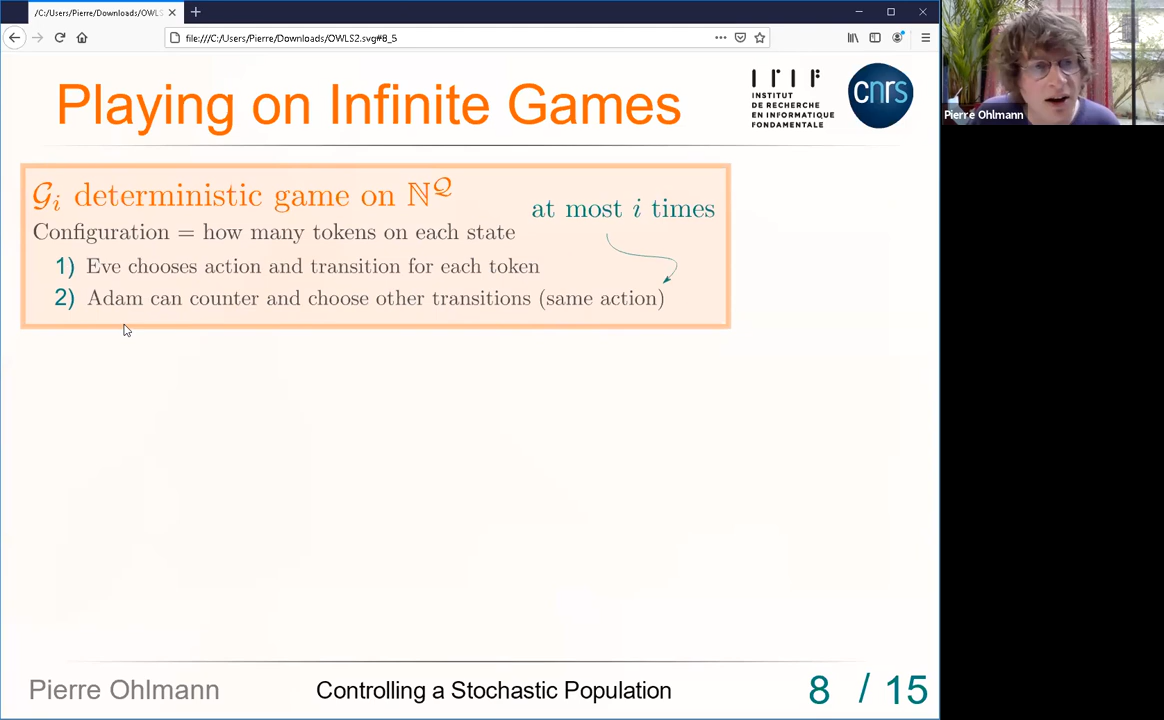 /C:/Users/Pierre/Downloads/OWLS
file:///C:/Users/Pierre/Downloads/OWLS2.svg#8_5
Playing on Infinite Games
IRIF
INSTITUT
DE RECHERCHE
EN INFORMATIQUE
FONDAMENTALE
cnrs
Pierre Ohlmann
𝒢ᵢ deterministic game on ℕ^𝒬
at most i times
Configuration = how many tokens on each state
1) Eve chooses action and transition for each token
2) Adam can counter and choose other transitions (same action)
Pierre Ohlmann
Controlling a Stochastic Population
8 / 15